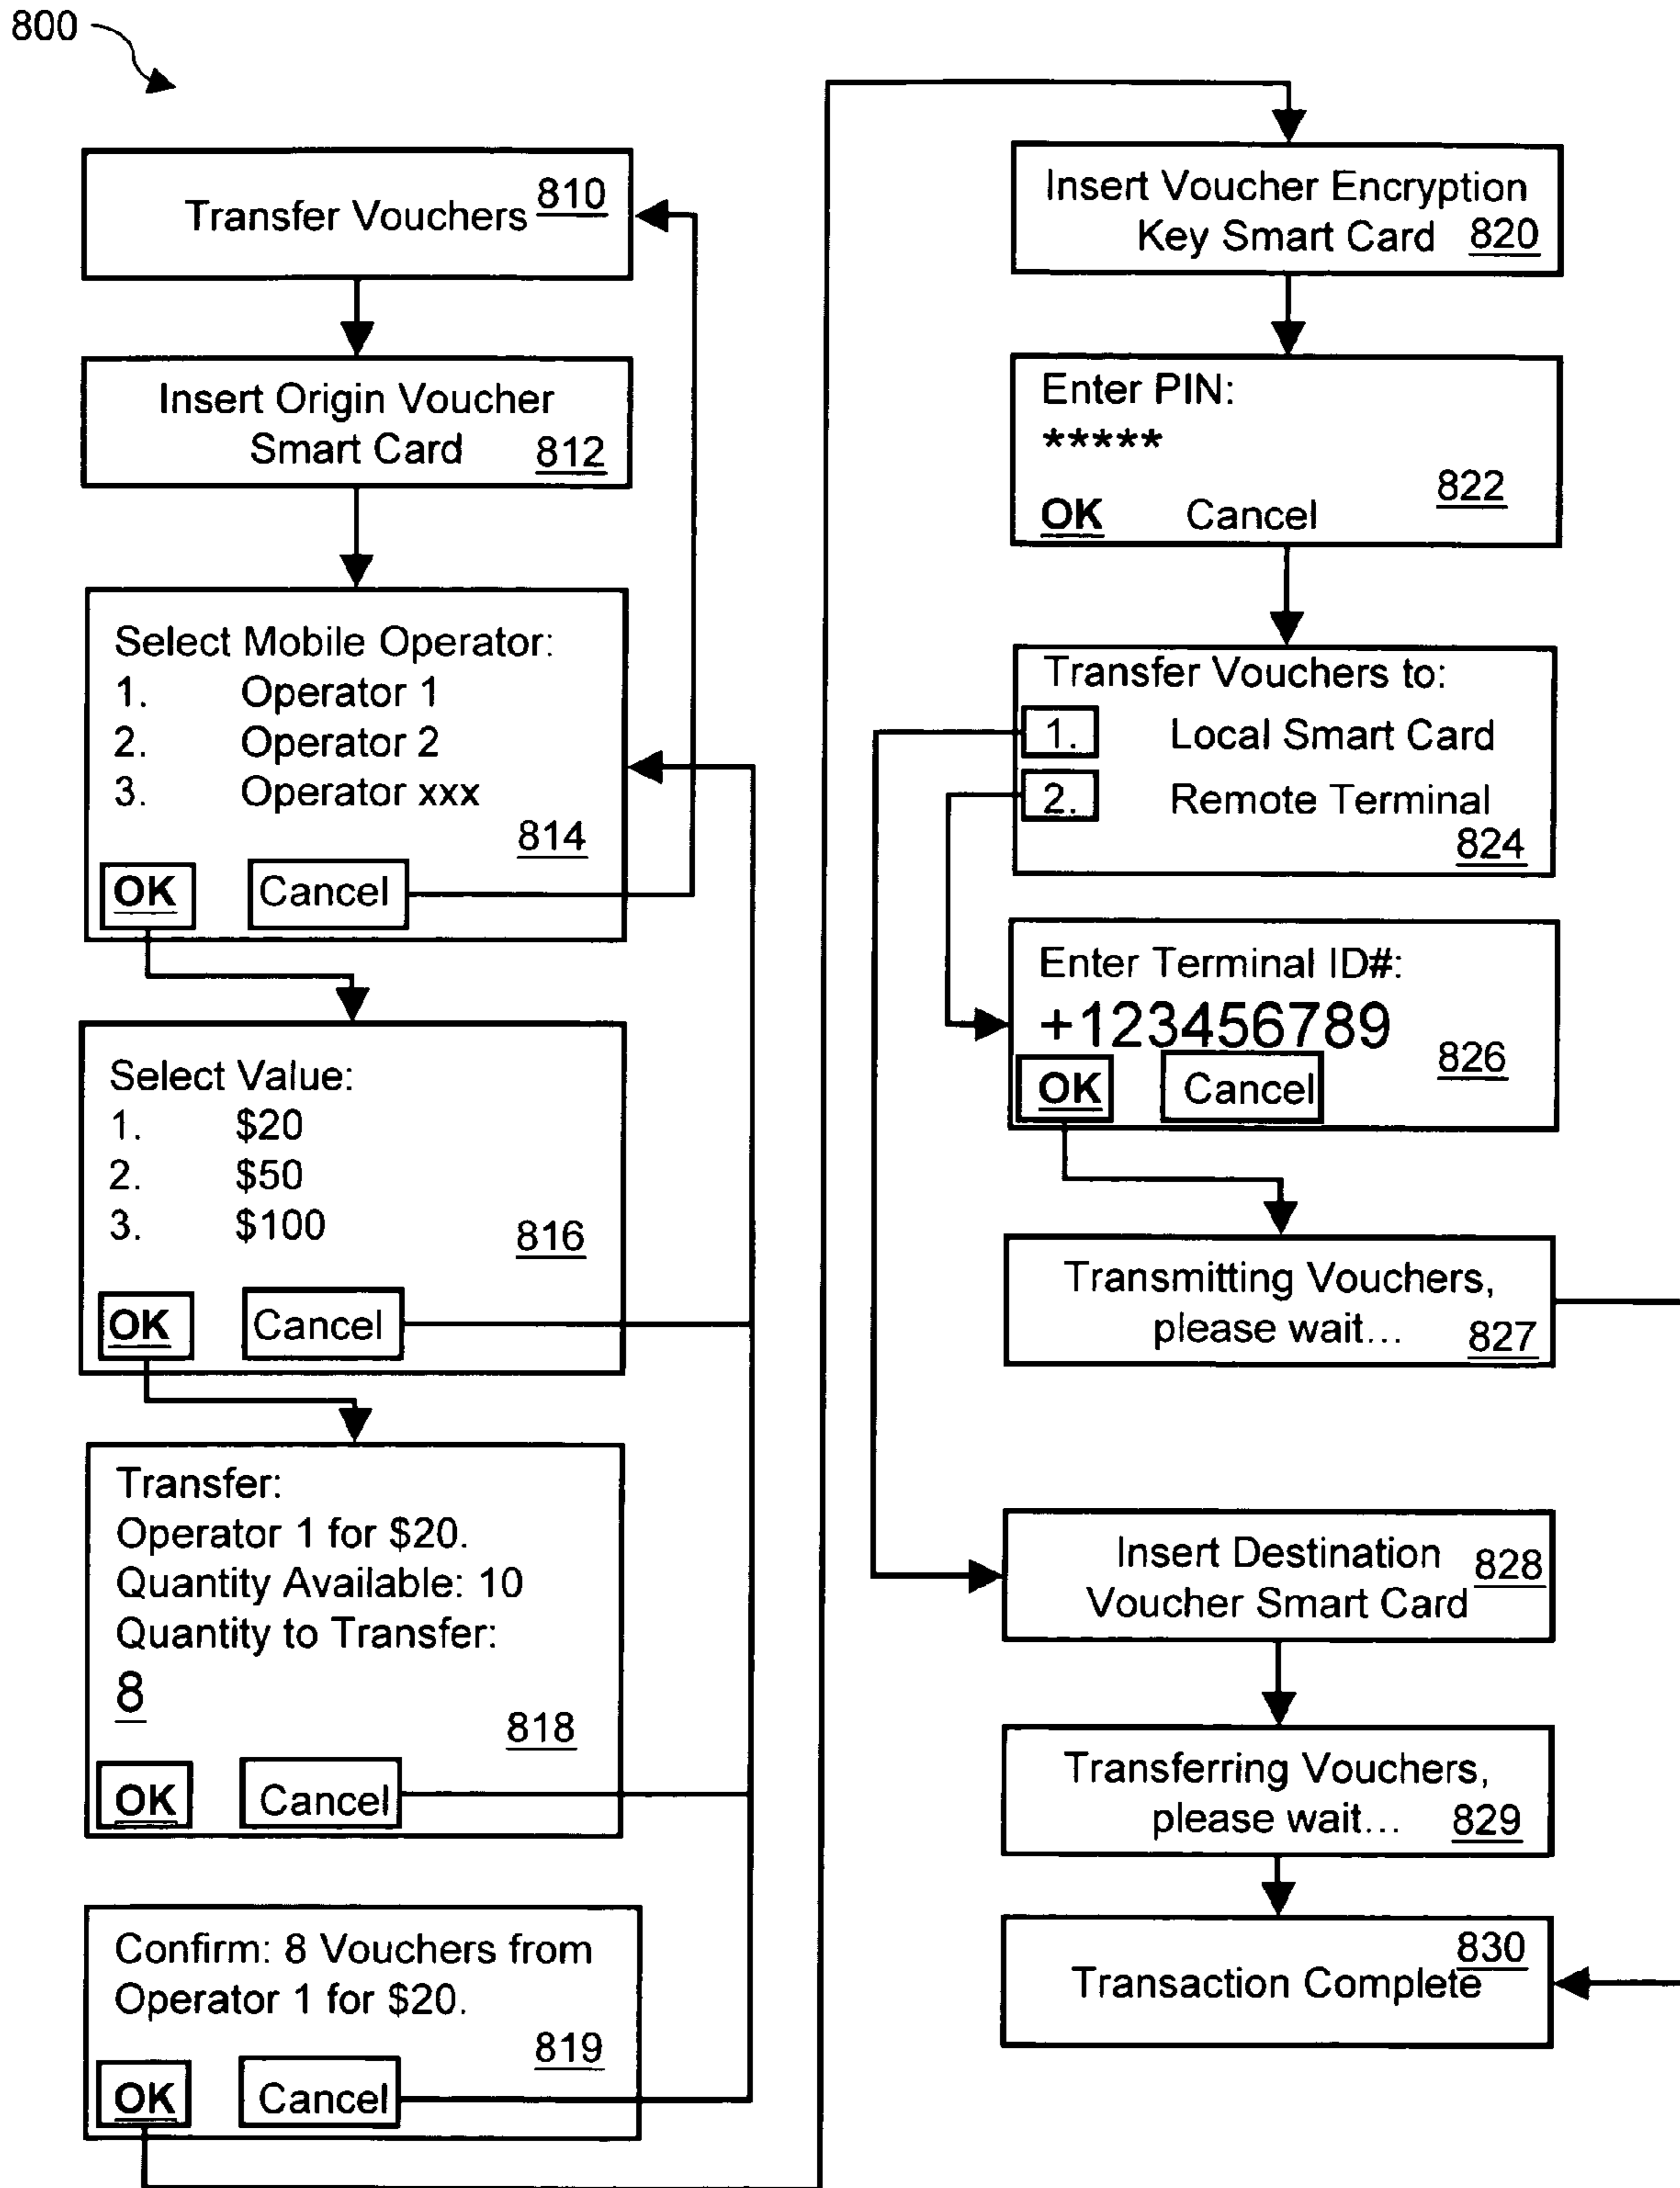 800
Transfer Vouchers 810
Insert Origin Voucher
Smart Card 812
Select Mobile Operator:
1. Operator 1
2. Operator 2
3. Operator xxx
814
OK Cancel
Select Value:
1. $20
2. $50
3. $100
816
OK Cancel
Transfer:
Operator 1 for $20.
Quantity Available: 10
Quantity to Transfer:
8
818
OK Cancel
Confirm: 8 Vouchers from
Operator 1 for $20.
819
OK Cancel
Insert Voucher Encryption
Key Smart Card 820
Enter PIN:
*****
822
OK Cancel
Transfer Vouchers to:
1. Local Smart Card
2. Remote Terminal
824
Enter Terminal ID#:
+123456789
826
OK Cancel
Transmitting Vouchers,
please wait... 827
Insert Destination 828
Voucher Smart Card
Transferring Vouchers,
please wait... 829
830
Transaction Complete